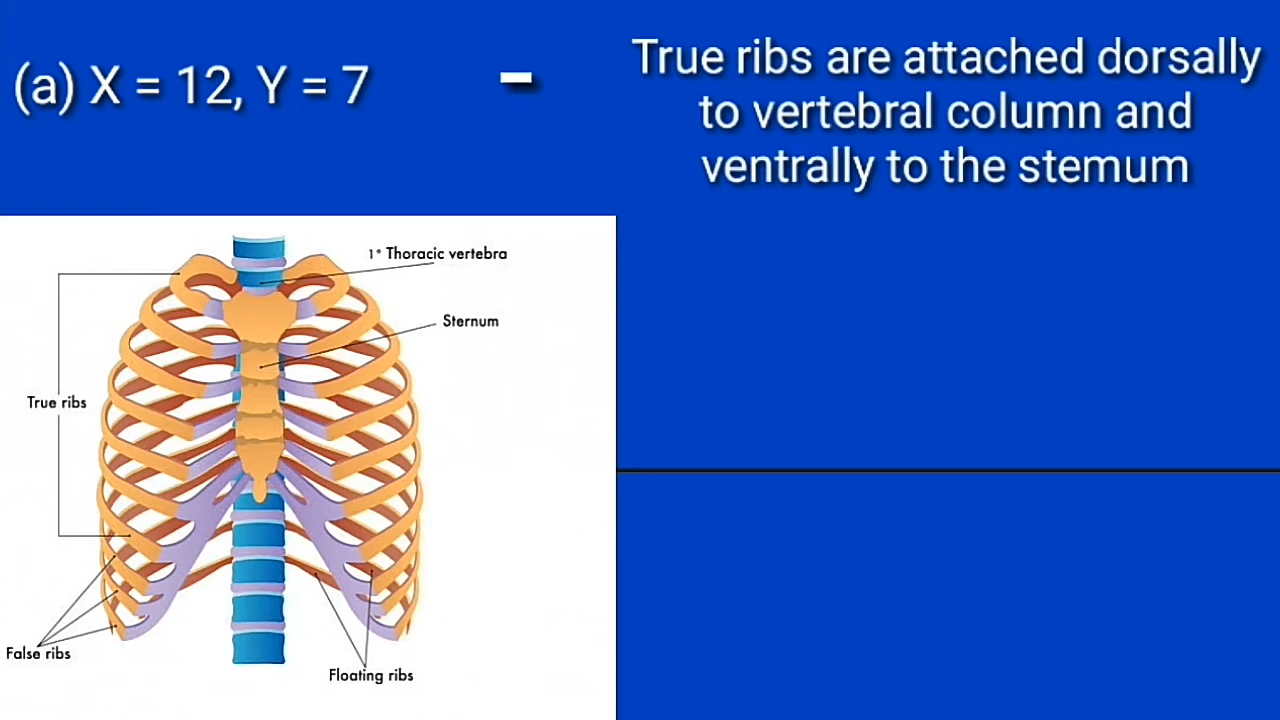 (a) X = 12, Y = 7
-
True ribs are attached dorsally
to vertebral column and
ventrally to the stemum
1° Thoracic vertebra
Sternum
True ribs
False ribs
Floating ribs